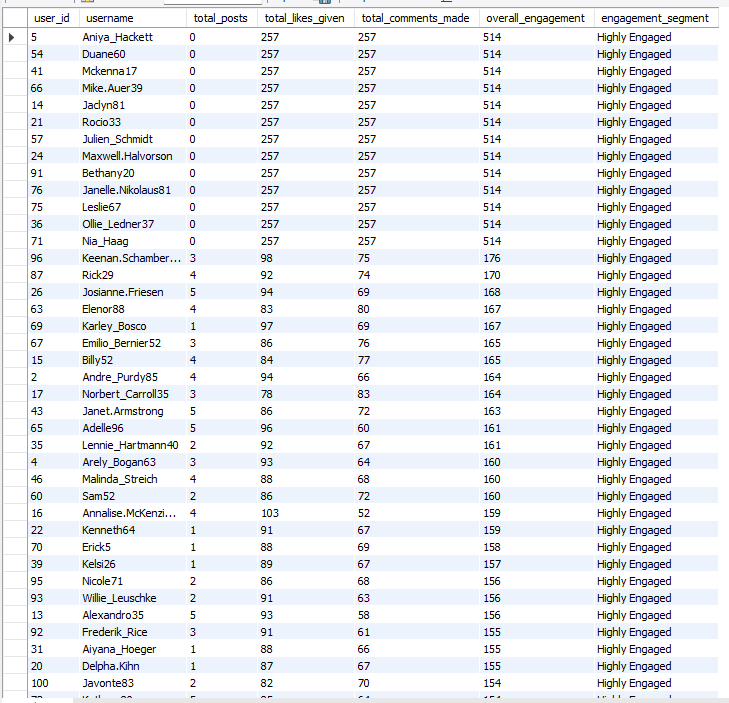 user_id username total_posts total_likes_given total_comments_made overall_engagement engagement_segment
5 Aniya_Hackett 0 257 257 514 Highly Engaged
54 Duane60 0 257 257 514 Highly Engaged
41 Mckenna17 0 257 257 514 Highly Engaged
66 Mike.Auer39 0 257 257 514 Highly Engaged
14 Jaclyn81 0 257 257 514 Highly Engaged
21 Rocio33 0 257 257 514 Highly Engaged
57 Julien_Schmidt 0 257 257 514 Highly Engaged
24 Maxwell.Halvorson 0 257 257 514 Highly Engaged
91 Bethany20 0 257 257 514 Highly Engaged
76 Janelle.Nikolaus81 0 257 257 514 Highly Engaged
75 Leslie67 0 257 257 514 Highly Engaged
36 Ollie_Ledner37 0 257 257 514 Highly Engaged
71 Nia_Haag 0 257 257 514 Highly Engaged
96 Keenan.Schamber... 3 98 75 176 Highly Engaged
87 Rick29 4 92 74 170 Highly Engaged
26 Josianne.Friesen 5 94 69 168 Highly Engaged
63 Elenor88 4 83 80 167 Highly Engaged
69 Karley_Bosco 1 97 69 167 Highly Engaged
67 Emilio_Bernier52 3 86 76 165 Highly Engaged
15 Billy52 4 84 77 165 Highly Engaged
2 Andre_Purdy85 4 94 66 164 Highly Engaged
17 Norbert_Carroll35 3 78 83 164 Highly Engaged
43 Janet.Armstrong 5 86 72 163 Highly Engaged
65 Adelle96 5 96 60 161 Highly Engaged
35 Lennie_Hartmann40 2 92 67 161 Highly Engaged
4 Arely_Bogan63 3 93 64 160 Highly Engaged
46 Malinda_Streich 4 88 68 160 Highly Engaged
60 Sam52 2 86 72 160 Highly Engaged
16 Annalise.McKenzi... 4 103 52 159 Highly Engaged
22 Kenneth64 1 91 67 159 Highly Engaged
70 Erick5 1 88 69 158 Highly Engaged
39 Kelsi26 1 89 67 157 Highly Engaged
95 Nicole71 2 86 68 156 Highly Engaged
93 Willie_Leuschke 2 91 63 156 Highly Engaged
13 Alexandro35 5 93 58 156 Highly Engaged
92 Frederik_Rice 3 91 61 155 Highly Engaged
31 Aiyana_Hoeger 1 88 66 155 Highly Engaged
20 Delpha.Kihn 1 87 67 155 Highly Engaged
100 Javonte83 2 82 70 154 Highly Engaged